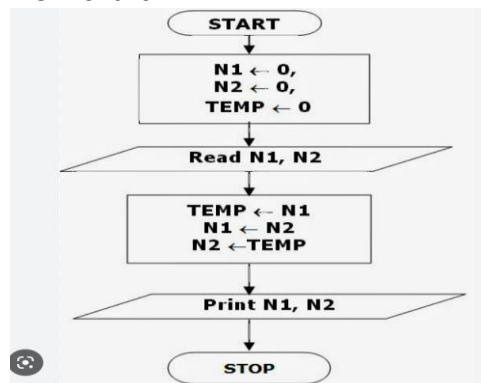 START
N1 ← 0,
N2 ← 0,
TEMP ← 0
Read N1, N2
TEMP ← N1
N1 ← N2
N2 ←TEMP
Print N1, N2
STOP